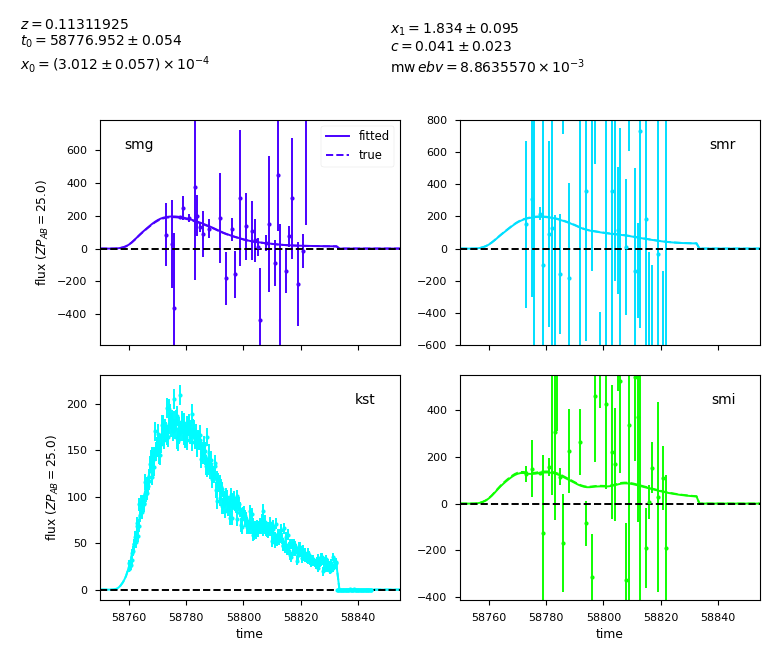 z = 0.11311925
t₀ = 58776.952 ± 0.054
x₀ = (3.012 ± 0.057) × 10⁻⁴
x₁ = 1.834 ± 0.095
c = 0.041 ± 0.023
mw ebv = 8.8635570 × 10⁻³
smg
fitted
true
600
400
200
0
−200
−400
flux (ZP_AB = 25.0)
smr
800
600
400
200
0
−200
−400
−600
kst
200
150
100
50
0
flux (ZP_AB = 25.0)
58760 58780 58800 58820 58840
time
smi
400
200
0
−200
−400
58760 58780 58800 58820 58840
time